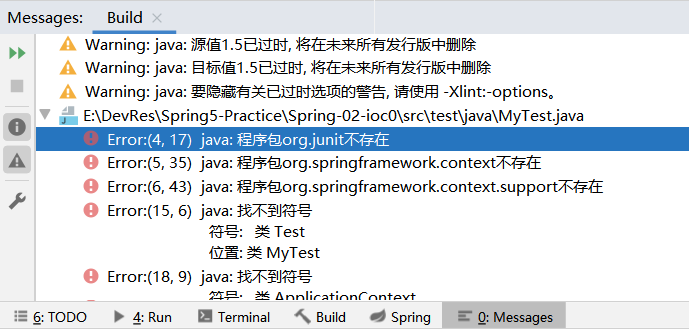 Messages: Build
Warning: java: 源值1.5已过时, 将在未来所有发行版中删除
Warning: java: 目标值1.5已过时, 将在未来所有发行版中删除
Warning: java: 要隐藏有关已过时选项的警告, 请使用 -Xlint:-options。
E:\DevRes\Spring5-Practice\Spring-02-ioc0\src\test\java\MyTest.java
Error:(4, 17) java: 程序包org.junit不存在
Error:(5, 35) java: 程序包org.springframework.context不存在
Error:(6, 43) java: 程序包org.springframework.context.support不存在
Error:(15, 6) java: 找不到符号
符号: 类 Test
位置: 类 MyTest
Error:(18, 9) java: 找不到符号
符号: 类 ApplicationContext
6: TODO 4: Run Terminal Build Spring 0: Messages